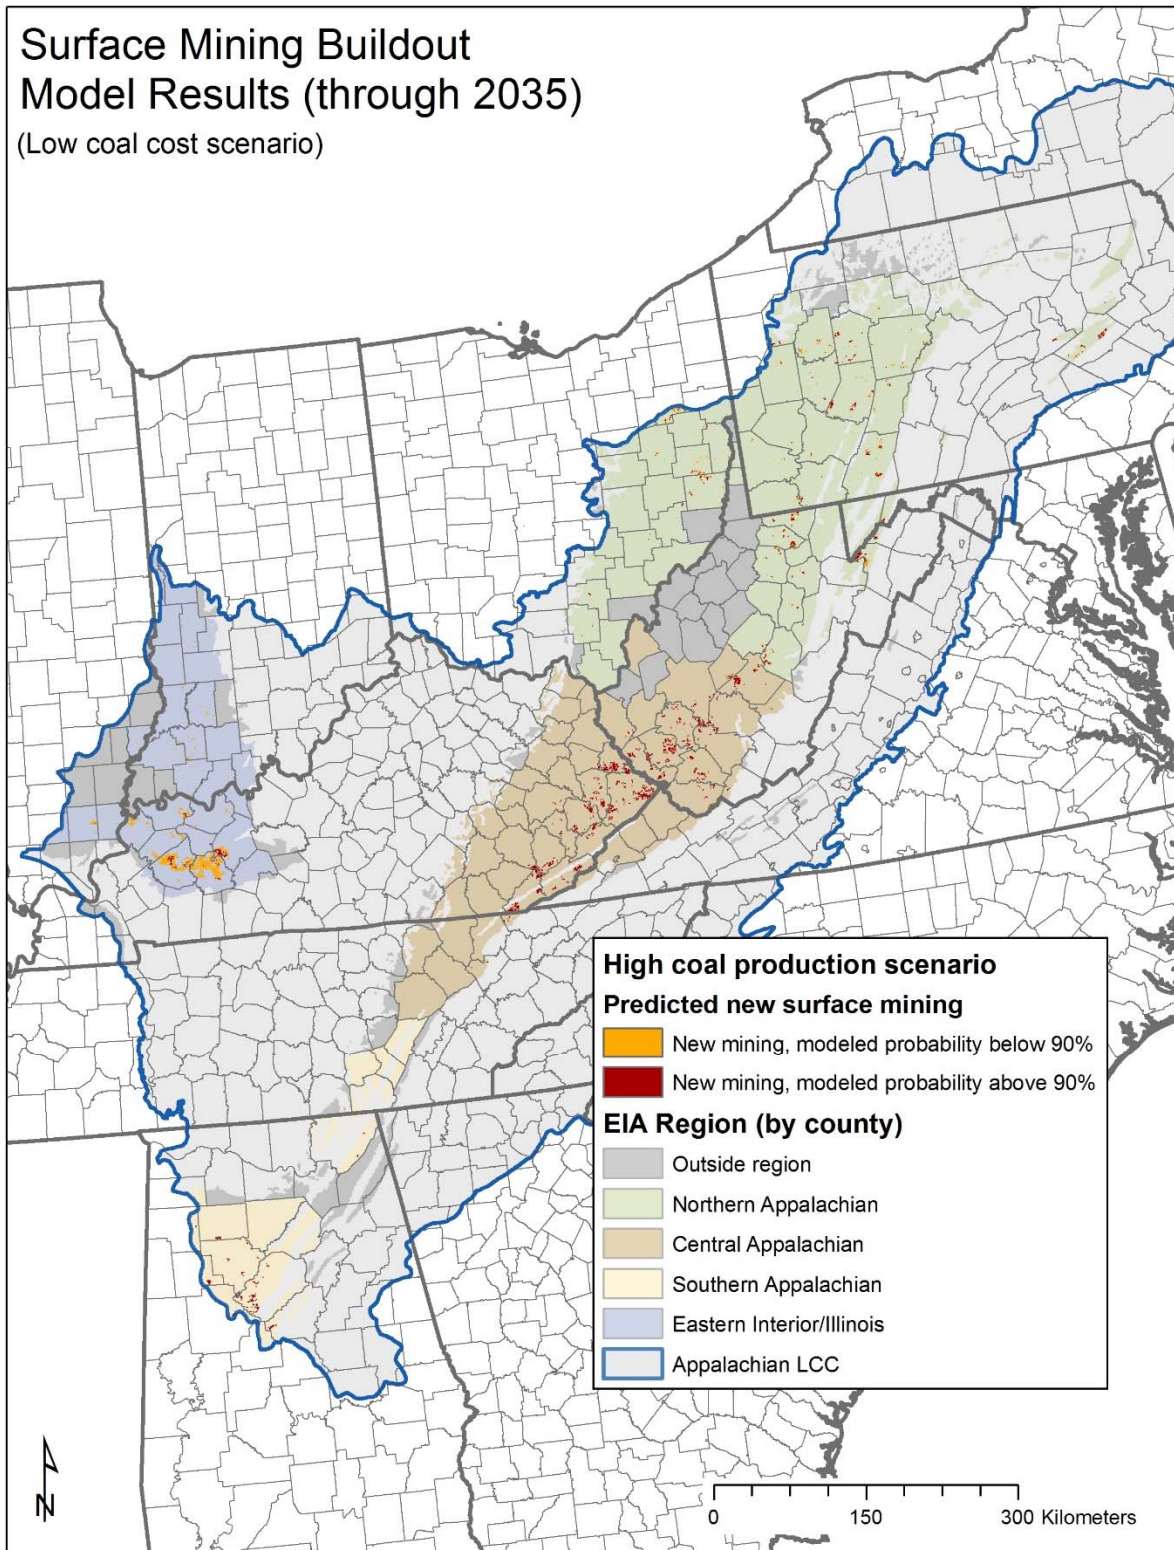 Surface Mining Buildout
Model Results (through 2035)
(Low coal cost scenario)
High coal production scenario
Predicted new surface mining
New mining, modeled probability below 90%
New mining, modeled probability above 90%
EIA Region (by county)
Outside region
Northern Appalachian
Central Appalachian
Southern Appalachian
Eastern Interior/Illinois
Appalachian LCC
N
0 150 300 Kilometers